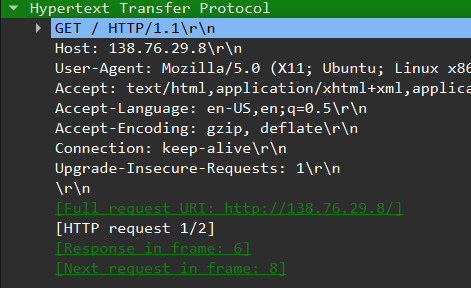 Hypertext Transfer Protocol
GET / HTTP/1.1\r\n
Host: 138.76.29.8\r\n
User-Agent: Mozilla/5.0 (X11; Ubuntu; Linux x86
Accept: text/html,application/xhtml+xml,applica
Accept-Language: en-US,en;q=0.5\r\n
Accept-Encoding: gzip, deflate\r\n
Connection: keep-alive\r\n
Upgrade-Insecure-Requests: 1\r\n
\r\n
[Full request URI: http://138.76.29.8/]
[HTTP request 1/2]
[Response in frame: 6]
[Next request in frame: 8]